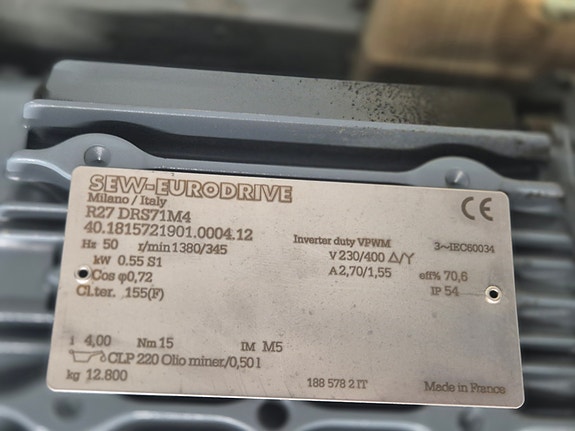 SEW-EURODRIVE
Milano / Italy
R27 DRS71M4
40.1815721901.0004.12
Hz 50 r/min 1380/345 Inverter duty VPWM 3~IEC60034
kW 0.55 S1 V 230/400 △/Y
Cos φ0,72 A 2,70/1,55 eff% 70,6
Cl.ter. 155(F) IP 54
i 4,00 Nm 15 IM M5
CLP 220 Olio miner/0,50 l
kg 12.800 188 578 2 IT Made in France
CE